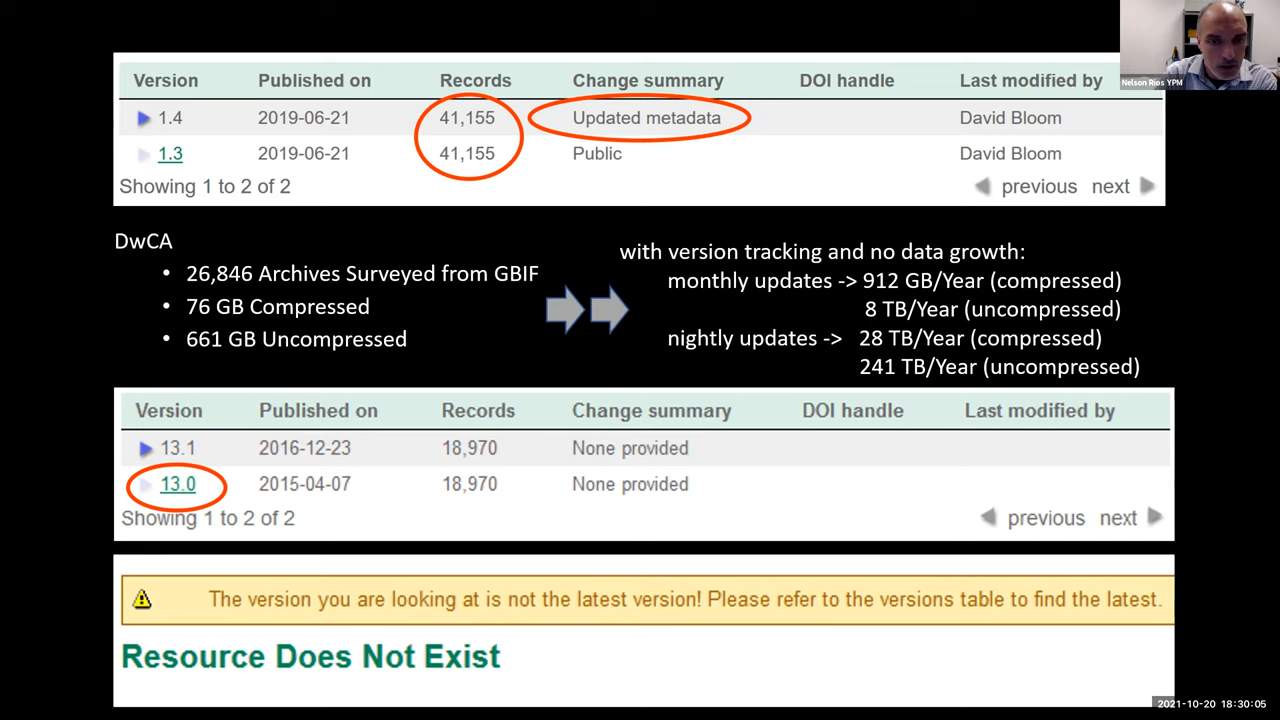 Nelson Rios YPM
Version Published on Records Change summary DOI handle Last modified by
1.4 2019-06-21 41,155 Updated metadata David Bloom
1.3 2019-06-21 41,155 Public David Bloom
Showing 1 to 2 of 2 previous next
DwCA
• 26,846 Archives Surveyed from GBIF
• 76 GB Compressed
• 661 GB Uncompressed
with version tracking and no data growth:
monthly updates -> 912 GB/Year (compressed)
8 TB/Year (uncompressed)
nightly updates -> 28 TB/Year (compressed)
241 TB/Year (uncompressed)
Version Published on Records Change summary DOI handle Last modified by
13.1 2016-12-23 18,970 None provided
13.0 2015-04-07 18,970 None provided
Showing 1 to 2 of 2 previous next
The version you are looking at is not the latest version! Please refer to the versions table to find the latest.
Resource Does Not Exist
2021-10-20 18:30:05